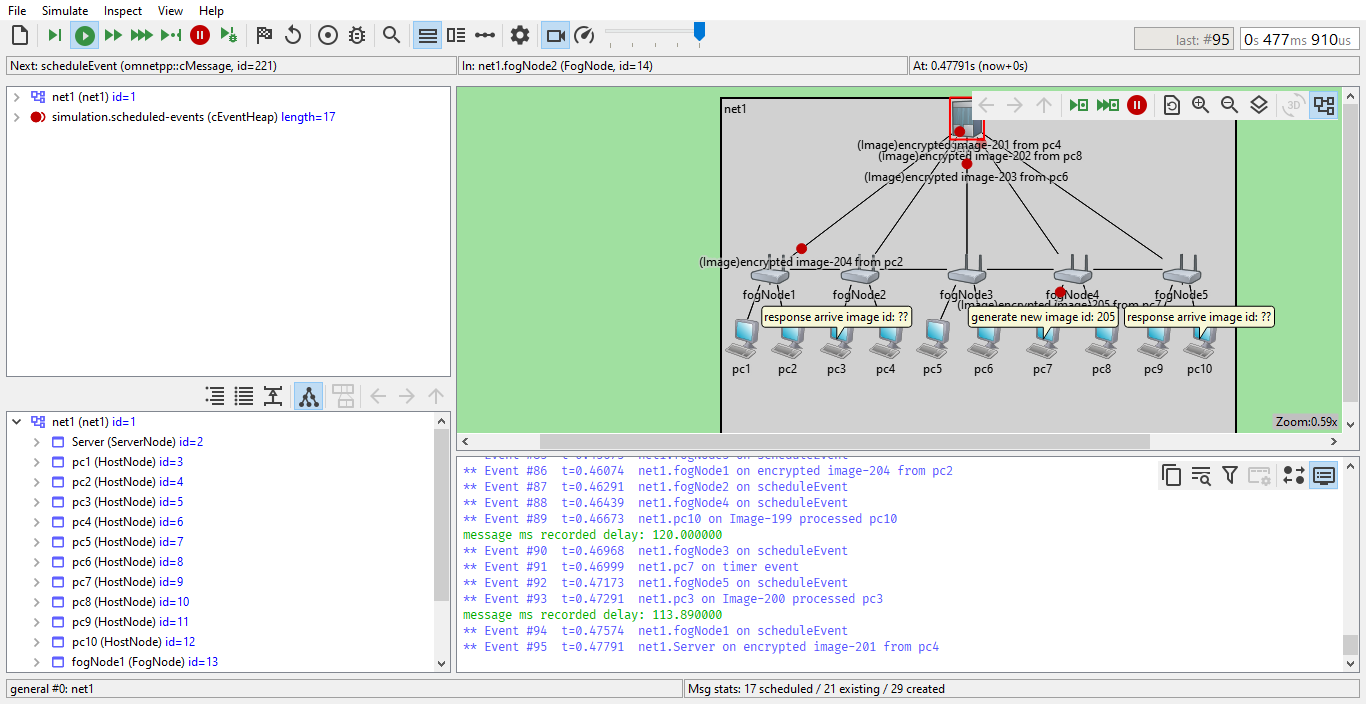 File Simulate Inspect View Help
last: #95 0s 477ms 910us
Next: scheduleEvent (omnetpp::cMessage, id=221) In: net1.fogNode2 (FogNode, id=14) At: 0.47791s (now+0s)
net1 (net1) id=1
simulation.scheduled-events (cEventHeap) length=17
net1
3D
(Image)encrypted image-201 from pc4
(Image)encrypted image-202 from pc8
(Image)encrypted image-203 from pc6
(Image)encrypted image-204 from pc2
fogNode1 fogNode2 fogNode3 fogNode4 fogNode5
(Image)encrypted image-205 from pc7
response arrive image id: ?? generate new image id: 205 response arrive image id: ??
pc1 pc2 pc3 pc4 pc5 pc6 pc7 pc8 pc9 pc10
Zoom:0.59x
net1 (net1) id=1
Server (ServerNode) id=2
pc1 (HostNode) id=3
pc2 (HostNode) id=4
pc3 (HostNode) id=5
pc4 (HostNode) id=6
pc5 (HostNode) id=7
pc6 (HostNode) id=8
pc7 (HostNode) id=9
pc8 (HostNode) id=10
pc9 (HostNode) id=11
pc10 (HostNode) id=12
fogNode1 (FogNode) id=13
** Event #86 t=0.46074 net1.fogNode1 on encrypted image-204 from pc2
** Event #87 t=0.46291 net1.fogNode2 on scheduleEvent
** Event #88 t=0.46439 net1.fogNode4 on scheduleEvent
** Event #89 t=0.46673 net1.pc10 on Image-199 processed pc10
message ms recorded delay: 120.000000
** Event #90 t=0.46968 net1.fogNode3 on scheduleEvent
** Event #91 t=0.46999 net1.pc7 on timer event
** Event #92 t=0.47173 net1.fogNode5 on scheduleEvent
** Event #93 t=0.47291 net1.pc3 on Image-200 processed pc3
message ms recorded delay: 113.890000
** Event #94 t=0.47574 net1.fogNode1 on scheduleEvent
** Event #95 t=0.47791 net1.Server on encrypted image-201 from pc4
general #0: net1 Msg stats: 17 scheduled / 21 existing / 29 created